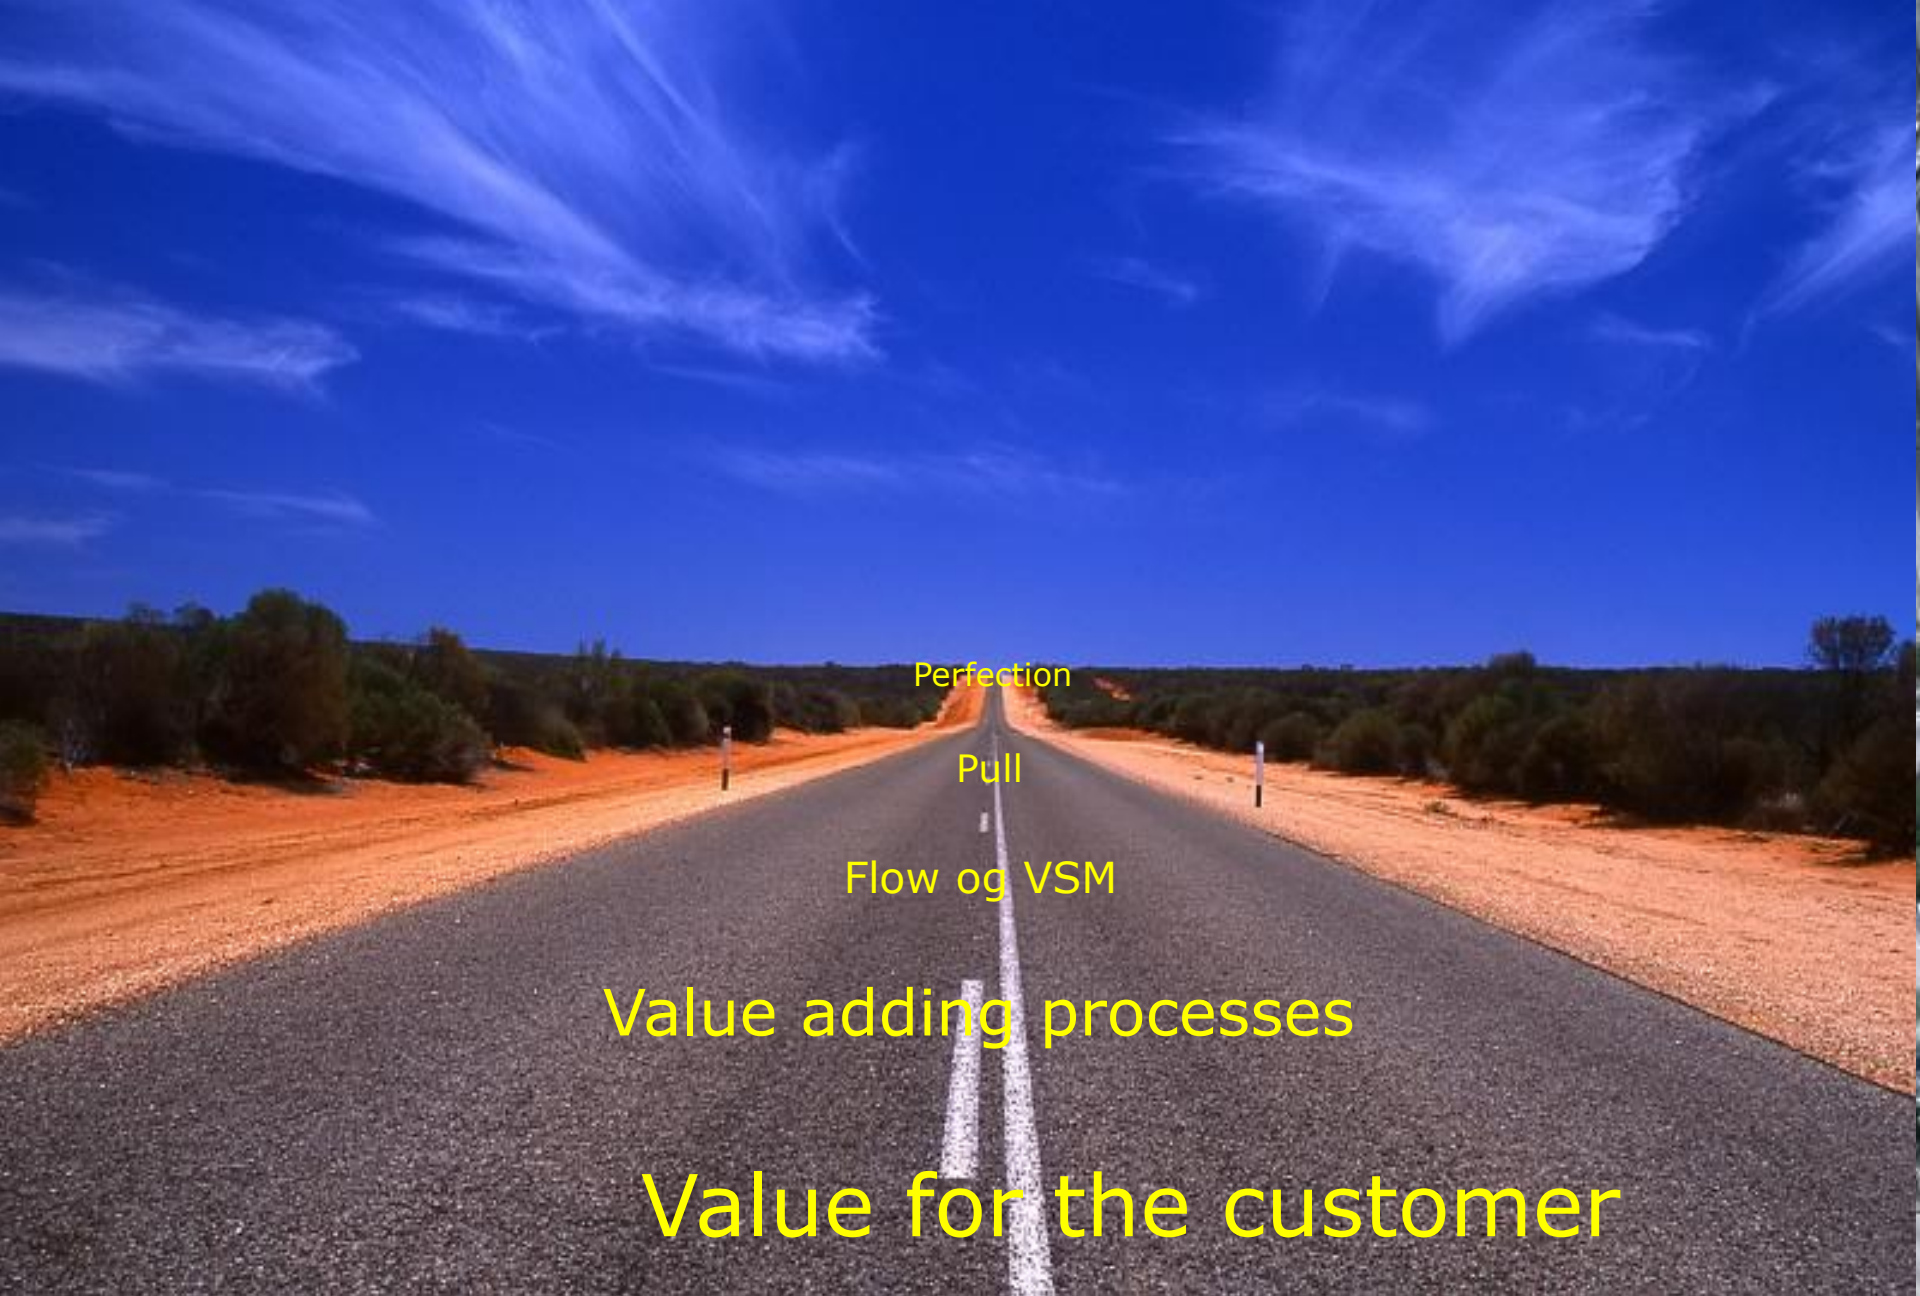 Perfection
Pull
Flow og VSM
Value adding processes
Value for the customer